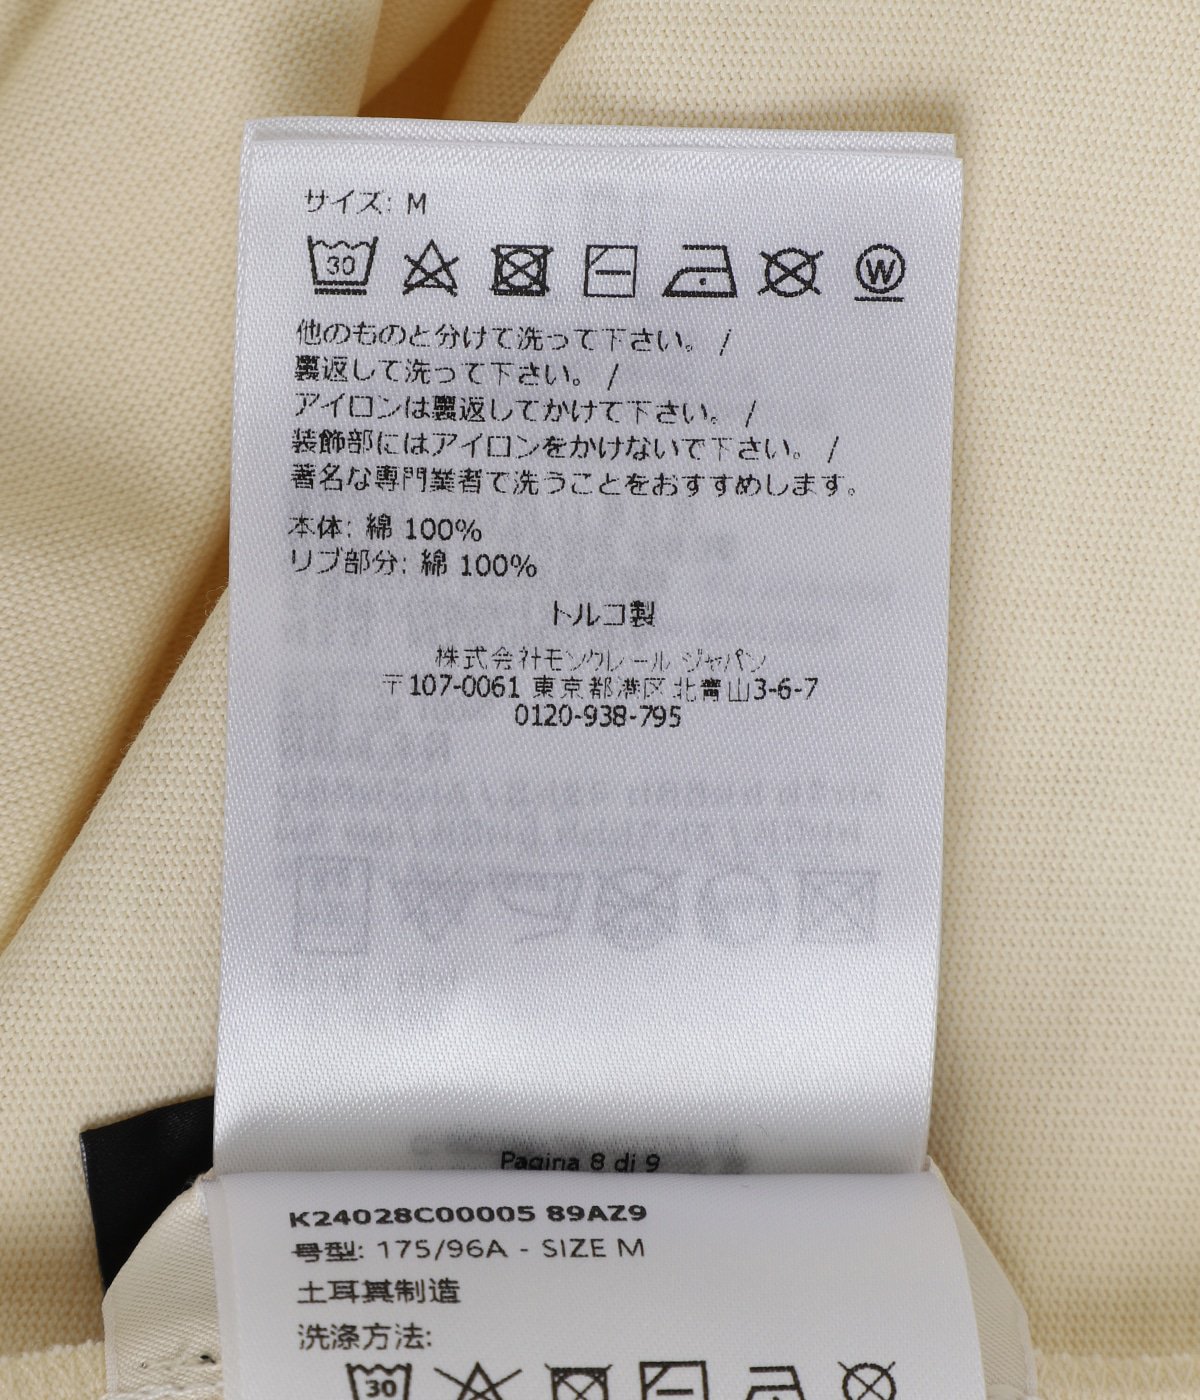 サイズ: M
30
W
他のものと分けて洗って下さい。 /
裏返して洗って下さい。 /
アイロンは裏返してかけて下さい。 /
装飾部にはアイロンをかけないで下さい。 /
著名な専門業者で洗うことをおすすめします。
本体: 綿 100%
リブ部分: 綿 100%
トルコ製
株式会社モンクレール ジャパン
〒107-0061 東京都港区北青山3-6-7
0120-938-795
Pagina 8 di 9
K24028C00005 89AZ9
号型: 175/96A - SIZE M
土耳其制造
洗涤方法:
30